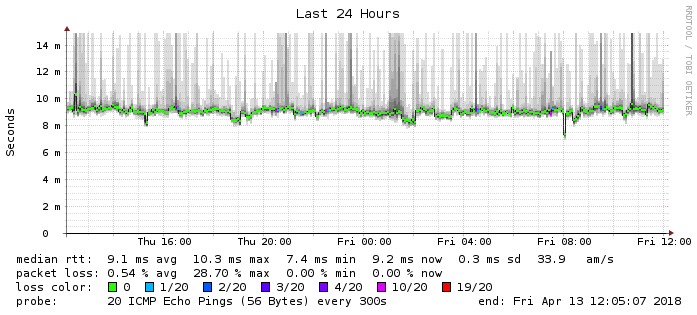 Last 24 Hours
RRDTOOL / TOBI OETIKER
Seconds
14 m
12 m
10 m
8 m
6 m
4 m
2 m
0
Thu 16:00 Thu 20:00 Fri 00:00 Fri 04:00 Fri 08:00 Fri 12:00
median rtt: 9.1 ms avg 10.3 ms max 7.4 ms min 9.2 ms now 0.3 ms sd 33.9 am/s
packet loss: 0.54 % avg 28.70 % max 0.00 % min 0.00 % now
loss color: 0 1/20 2/20 3/20 4/20 10/20 19/20
probe: 20 ICMP Echo Pings (56 Bytes) every 300s end: Fri Apr 13 12:05:07 2018